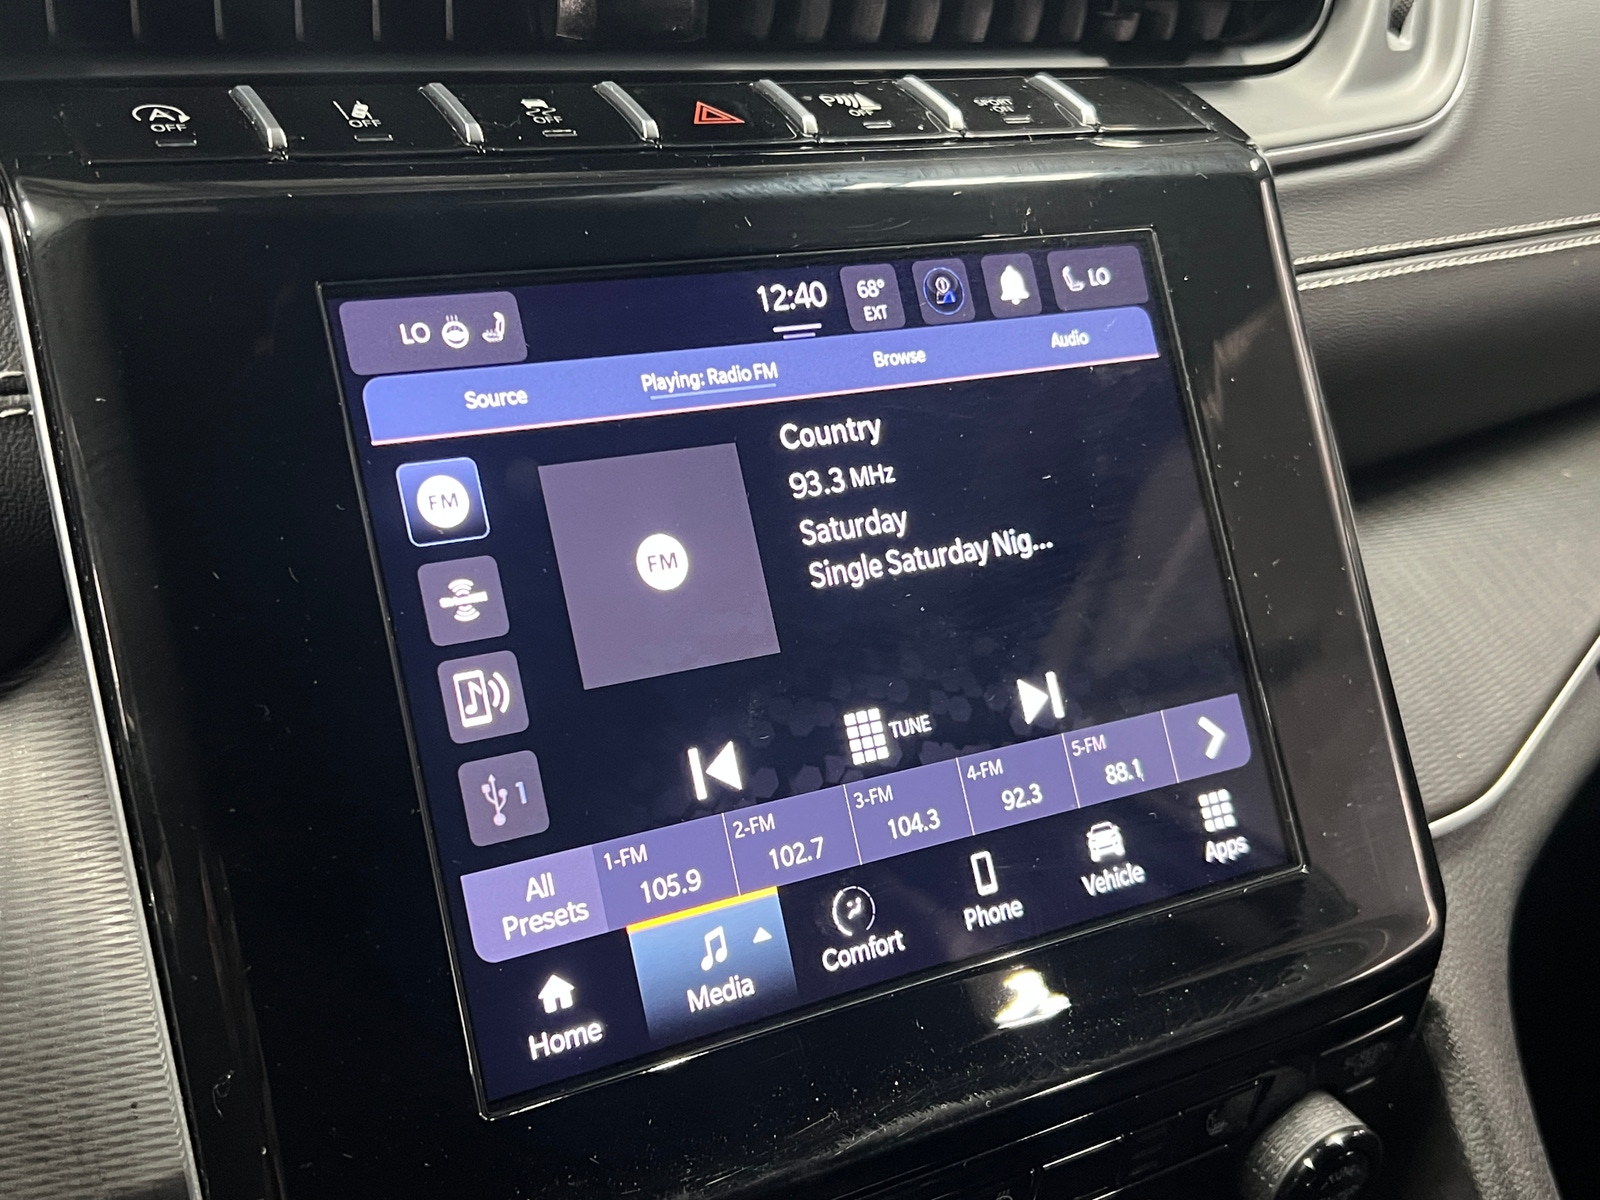 OFF
OFF
OFF
P OFF
SPORT
ON
LO
12:40
68°
EXT
LO
Source
Playing: Radio FM
Browse
Audio
FM
FM
Country
93.3 MHz
Saturday
Single Saturday Nig...
1
TUNE
All
Presets
1-FM
105.9
2-FM
102.7
3-FM
104.3
4-FM
92.3
5-FM
88.1
Home
Media
Comfort
Phone
Vehicle
Apps